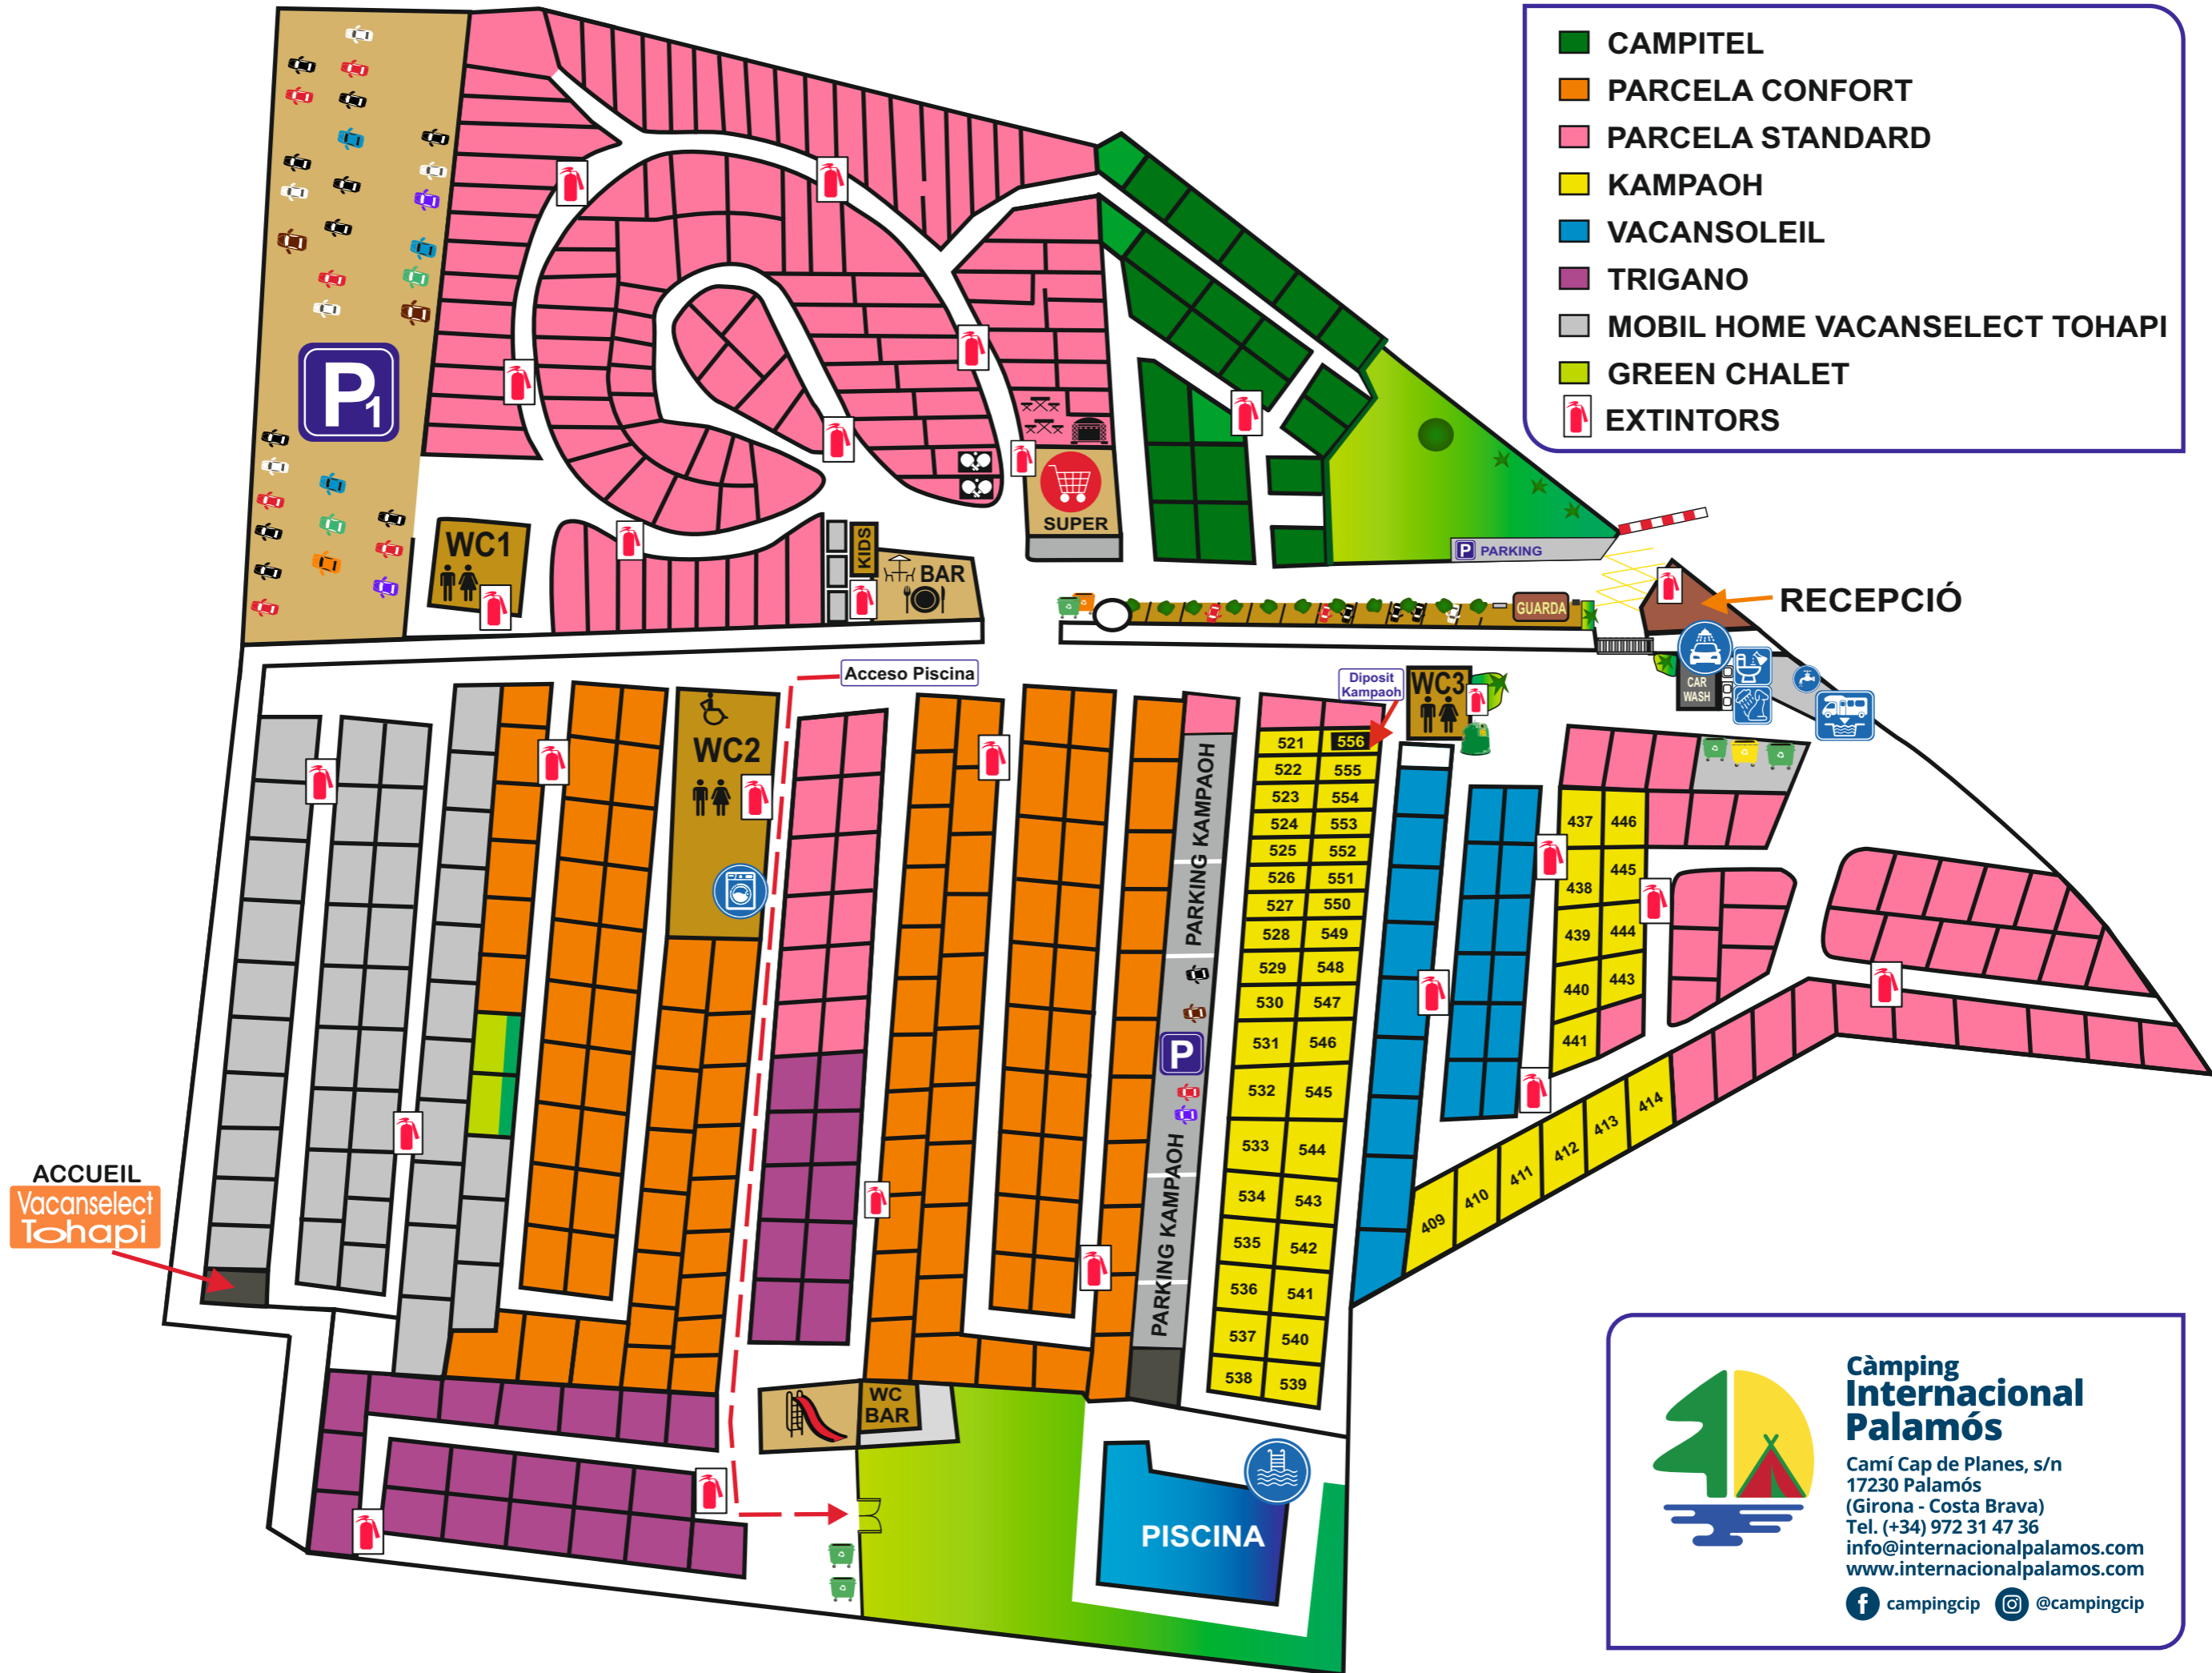 CAMPITEL
PARCELA CONFORT
PARCELA STANDARD
KAMPAOH
VACANSOLEIL
TRIGANO
MOBIL HOME VACANSELECT TOHAPI
GREEN CHALET
EXTINTORS
P1
SUPER
WC1
KIDS
BAR
P PARKING
GUARDA
RECEPCIÓ
CAR
WASH
Acceso Piscina
Diposit
Kampaoh
WC3
WC2
PARKING KAMPAOH
P
PARKING KAMPAOH
521 556
522 555
523 554
524 553
525 552
526 551
527 550
528 549
529 548
530 547
531 546
532 545
533 544
534 543
535 542
536 541
537 540
538 539
437 446
438 445
439 444
440 443
441
409 410 411 412 413 414
ACCUEIL
Vacanselect
Tohapi
WC
BAR
PISCINA
Càmping
Internacional
Palamós
Camí Cap de Planes, s/n
17230 Palamós
(Girona - Costa Brava)
Tel. (+34) 972 31 47 36
info@internacionalpalamos.com
www.internacionalpalamos.com
campingcip @campingcip